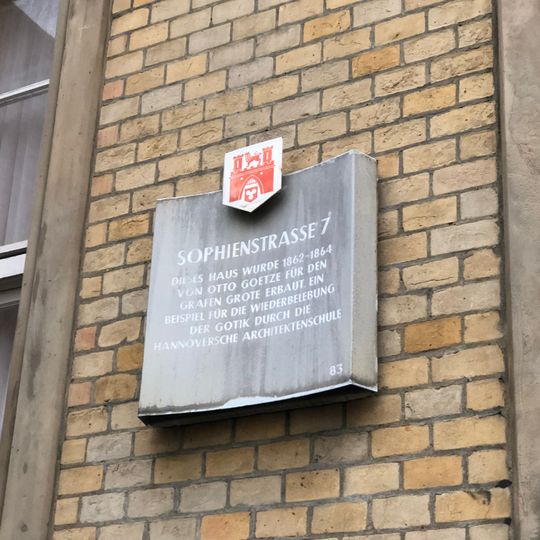 SOPHIENSTRASSE 7
DIESES HAUS WURDE 1862-1864
VON OTTO GOETZE FÜR DEN
GRAFEN GROTE ERBAUT. EIN
BEISPIEL FÜR DIE WIEDERBELEBUNG
DER GOTIK DURCH DIE
HANNOVERSCHE ARCHITEKTENSCHULE
83